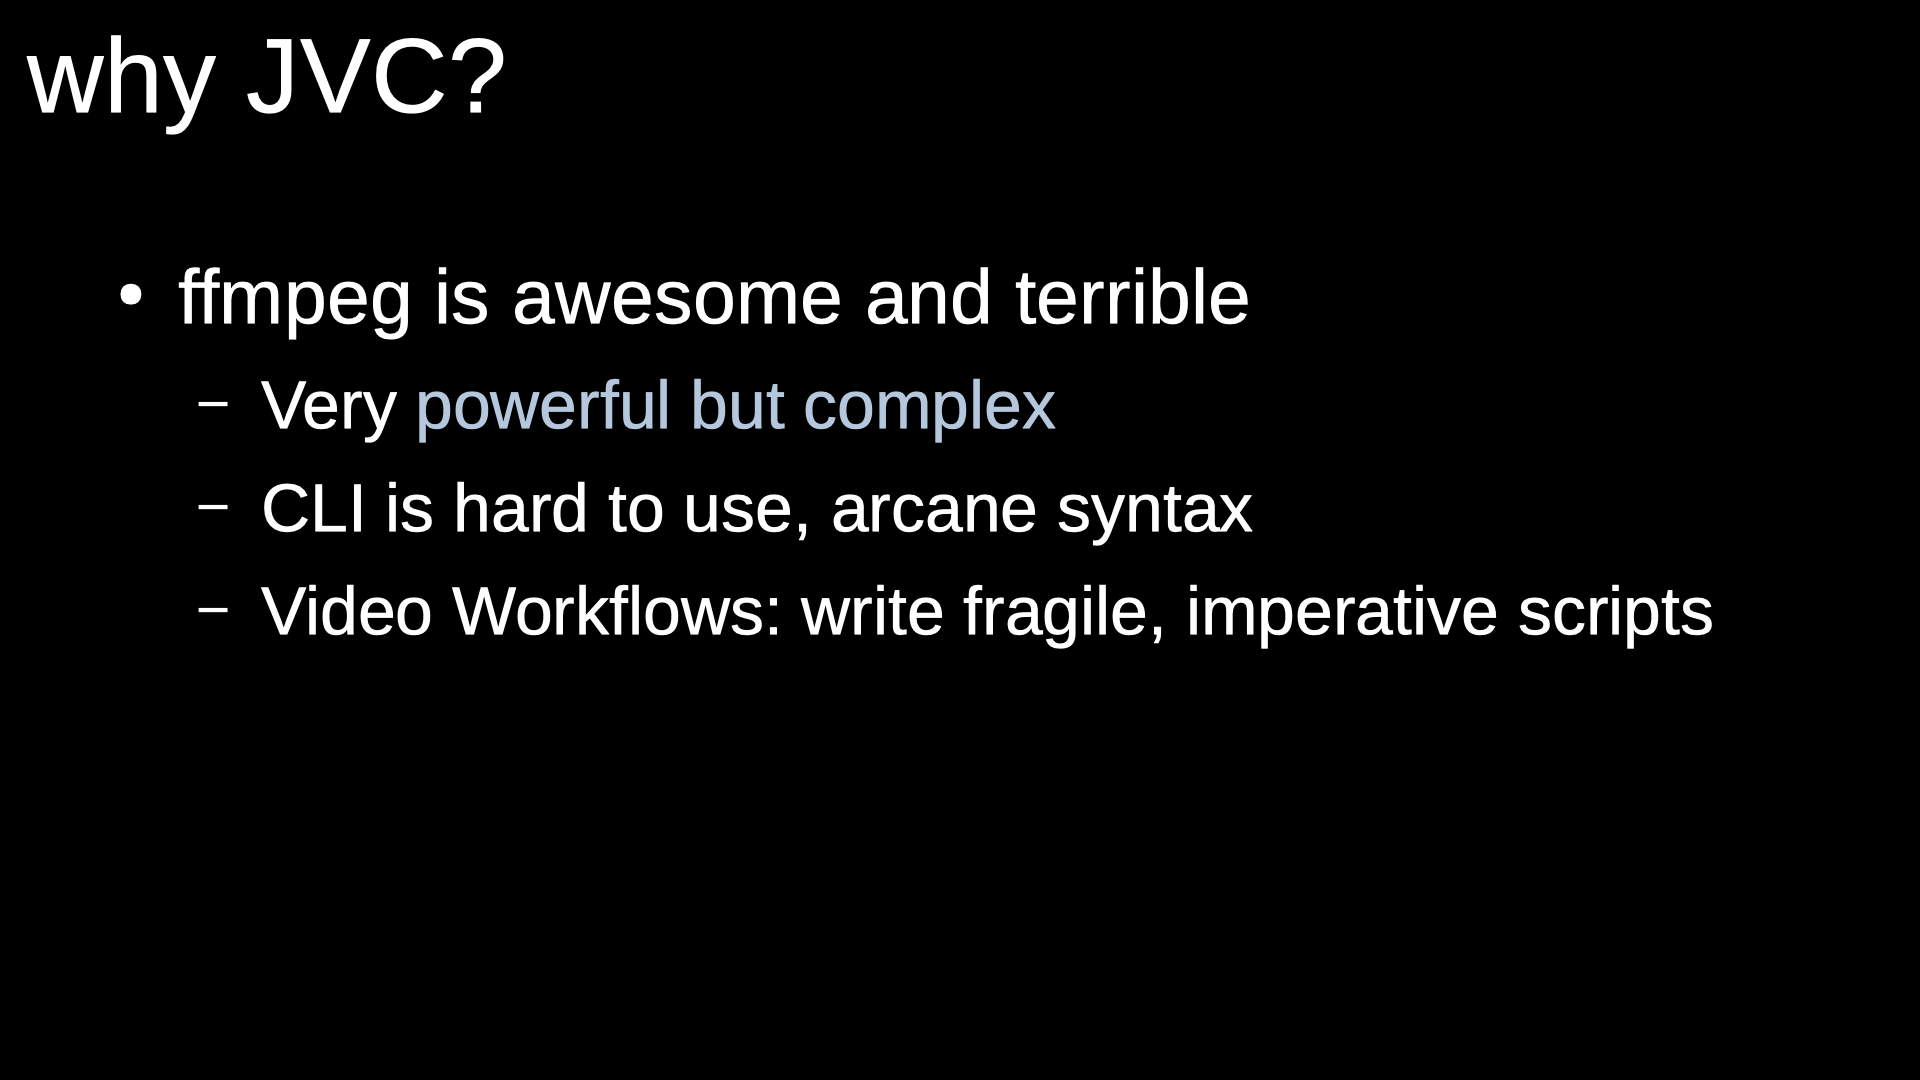 why JVC?
• ffmpeg is awesome and terrible
– Very powerful but complex
– CLI is hard to use, arcane syntax
– Video Workflows: write fragile, imperative scripts